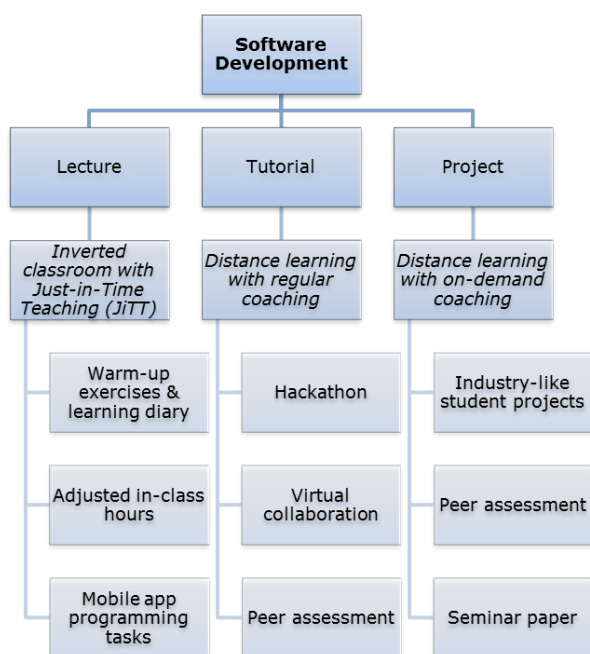 Software
Development
Lecture
Tutorial
Project
Inverted
classroom with
Just-in-Time
Teaching (JiTT)
Distance learning
with regular
coaching
Distance learning
with on-demand
coaching
Warm-up
exercises &
learning diary
Hackathon
Industry-like
student projects
Adjusted in-class
hours
Virtual
collaboration
Peer assessment
Mobile app
programming
tasks
Peer assessment
Seminar paper